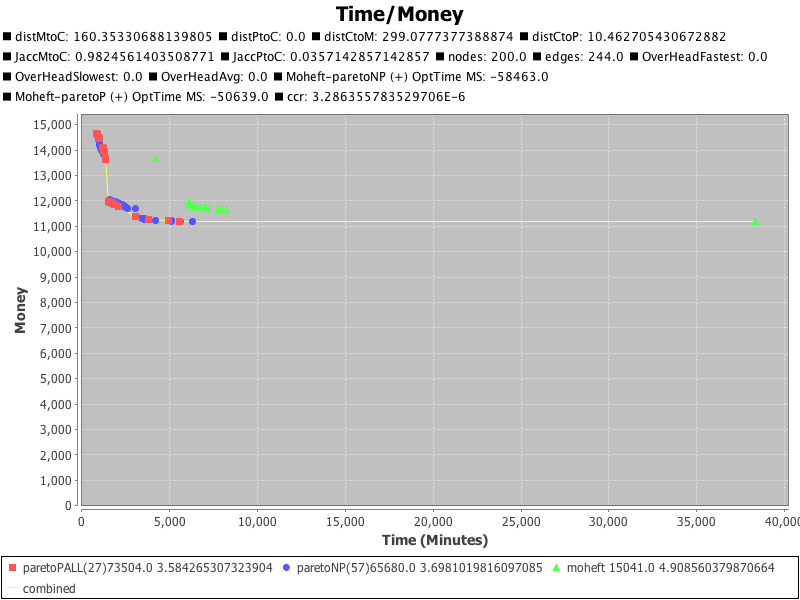 Time/Money
distMtoC: 160.35330688139805 distPtoC: 0.0 distCtoM: 299.0777377388874 distCtoP: 10.462705430672882
JaccMtoC: 0.9824561403508771 JaccPtoC: 0.0357142857142857 nodes: 200.0 edges: 244.0 OverHeadFastest: 0.0
OverHeadSlowest: 0.0 OverHeadAvg: 0.0 Moheft-paretoNP (+) OptTime MS: -58463.0
Moheft-paretoP (+) OptTime MS: -50639.0 ccr: 3.286355783529706E-6
15,000
14,000
13,000
12,000
11,000
10,000
9,000
8,000
7,000
6,000
5,000
4,000
3,000
2,000
1,000
0
Money
0 5,000 10,000 15,000 20,000 25,000 30,000 35,000 40,000
Time (Minutes)
paretoPALL(27)73504.0 3.584265307323904 paretoNP(57)65680.0 3.6981019816097085 moheft 15041.0 4.908560379870664
combined